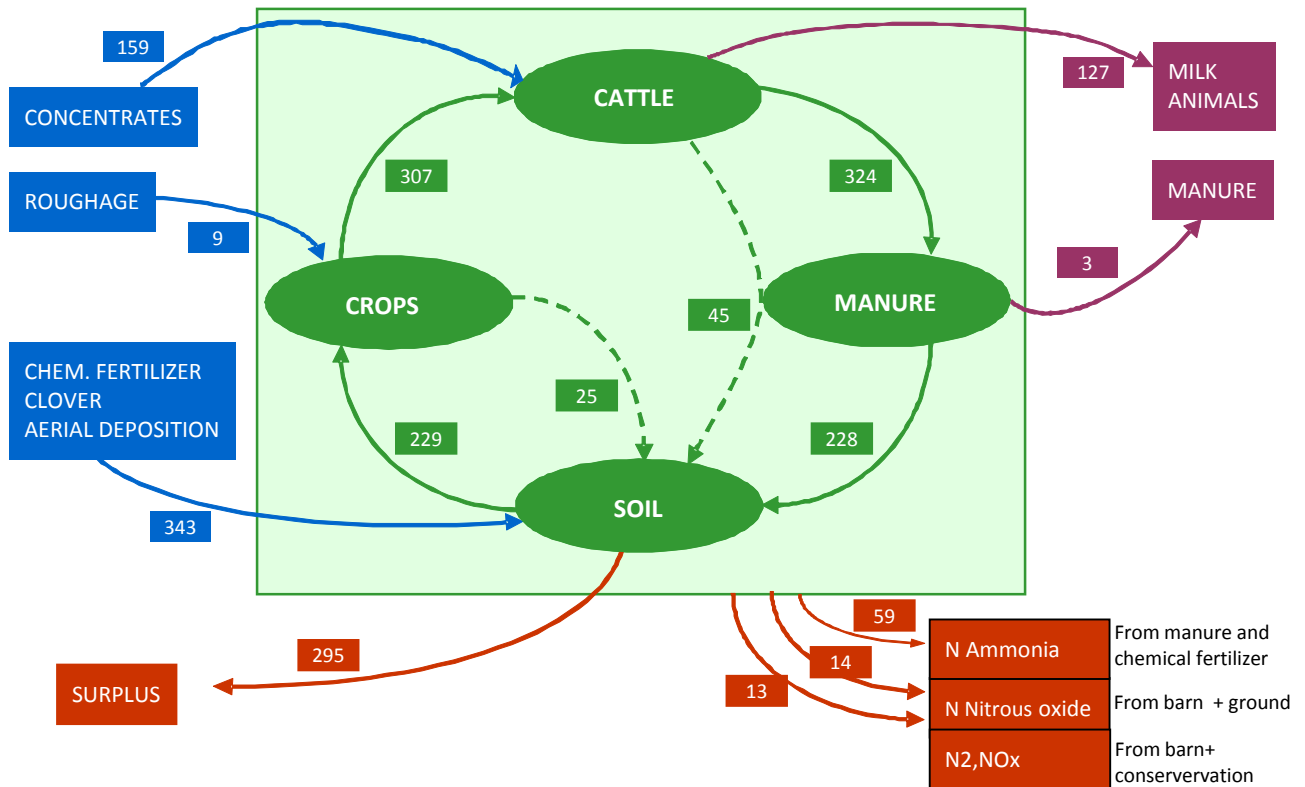 159
CONCENTRATES
CATTLE
127
MILK
ANIMALS
307
324
ROUGHAGE
9
MANURE
3
CROPS
MANURE
45
CHEM. FERTILIZER
CLOVER
AERIAL DEPOSITION
25
229
228
SOIL
343
295
SURPLUS
59
N Ammonia
From manure and
chemical fertilizer
14
13
N Nitrous oxide
From barn + ground
N2,NOx
From barn+
conservervation